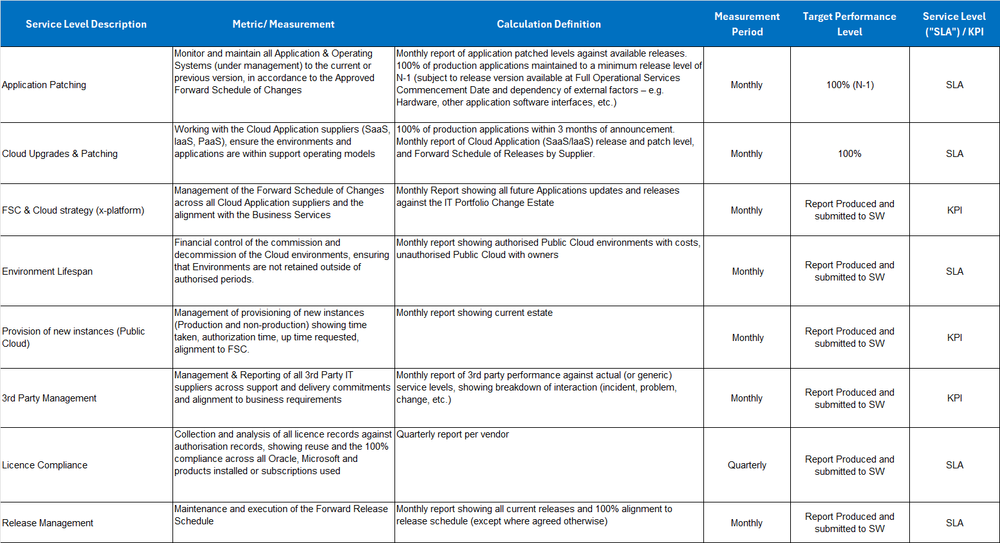 Service Level Description
Metric/ Measurement
Calculation Definition
Measurement
Period
Target Performance
Level
Service Level
("SLA") / KPI
Application Patching
Monitor and maintain all Application & Operating
Systems (under management) to the current or
previous version, in accordance to the Approved
Forward Schedule of Changes
Monthly report of application patched levels against available releases.
100% of production applications maintained to a minimum release level of
N-1 (subject to release version available at Full Operational Services
Commencement Date and dependency of external factors – e.g.
Hardware, other application software interfaces, etc.)
Monthly
100% (N-1)
SLA
Cloud Upgrades & Patching
Working with the Cloud Application suppliers (SaaS,
IaaS, PaaS), ensure the environments and
applications are within support operating models
100% of production applications within 3 months of announcement.
Monthly report of Cloud Application (SaaS/IaaS) release and patch level,
and Forward Schedule of Releases by Supplier.
Monthly
100%
SLA
FSC & Cloud strategy (x-platform)
Management of the Forward Schedule of Changes
across all Cloud Application suppliers and the
alignment with the Business Services
Monthly Report showing all future Applications updates and releases
against the IT Portfolio Change Estate
Monthly
Report Produced and
submitted to SW
KPI
Environment Lifespan
Financial control of the commission and
decommission of the Cloud environments, ensuring
that Environments are not retained outside of
authorised periods.
Monthly report showing authorised Public Cloud environments with costs,
unauthorised Public Cloud with owners
Monthly
Report Produced and
submitted to SW
SLA
Provision of new instances (Public
Cloud)
Management of provisioning of new instances
(Production and non-production) showing time
taken, authorization time, up time requested,
alignment to FSC.
Monthly report showing current estate
Monthly
Report Produced and
submitted to SW
KPI
3rd Party Management
Management & Reporting of all 3rd Party IT
suppliers across support and delivery commitments
and alignment to business requirements
Monthly report of 3rd party performance against actual (or generic)
service levels, showing breakdown of interaction (incident, problem,
change, etc.)
Monthly
Report Produced and
submitted to SW
KPI
Licence Compliance
Collection and analysis of all licence records against
authorisation records, showing reuse and the 100%
compliance across all Oracle, Microsoft and
products installed or subscriptions used
Quarterly report per vendor
Quarterly
Report Produced and
submitted to SW
SLA
Release Management
Maintenance and execution of the Forward Release
Schedule
Monthly report showing all current releases and 100% alignment to
release schedule (except where agreed otherwise)
Monthly
Report Produced and
submitted to SW
SLA